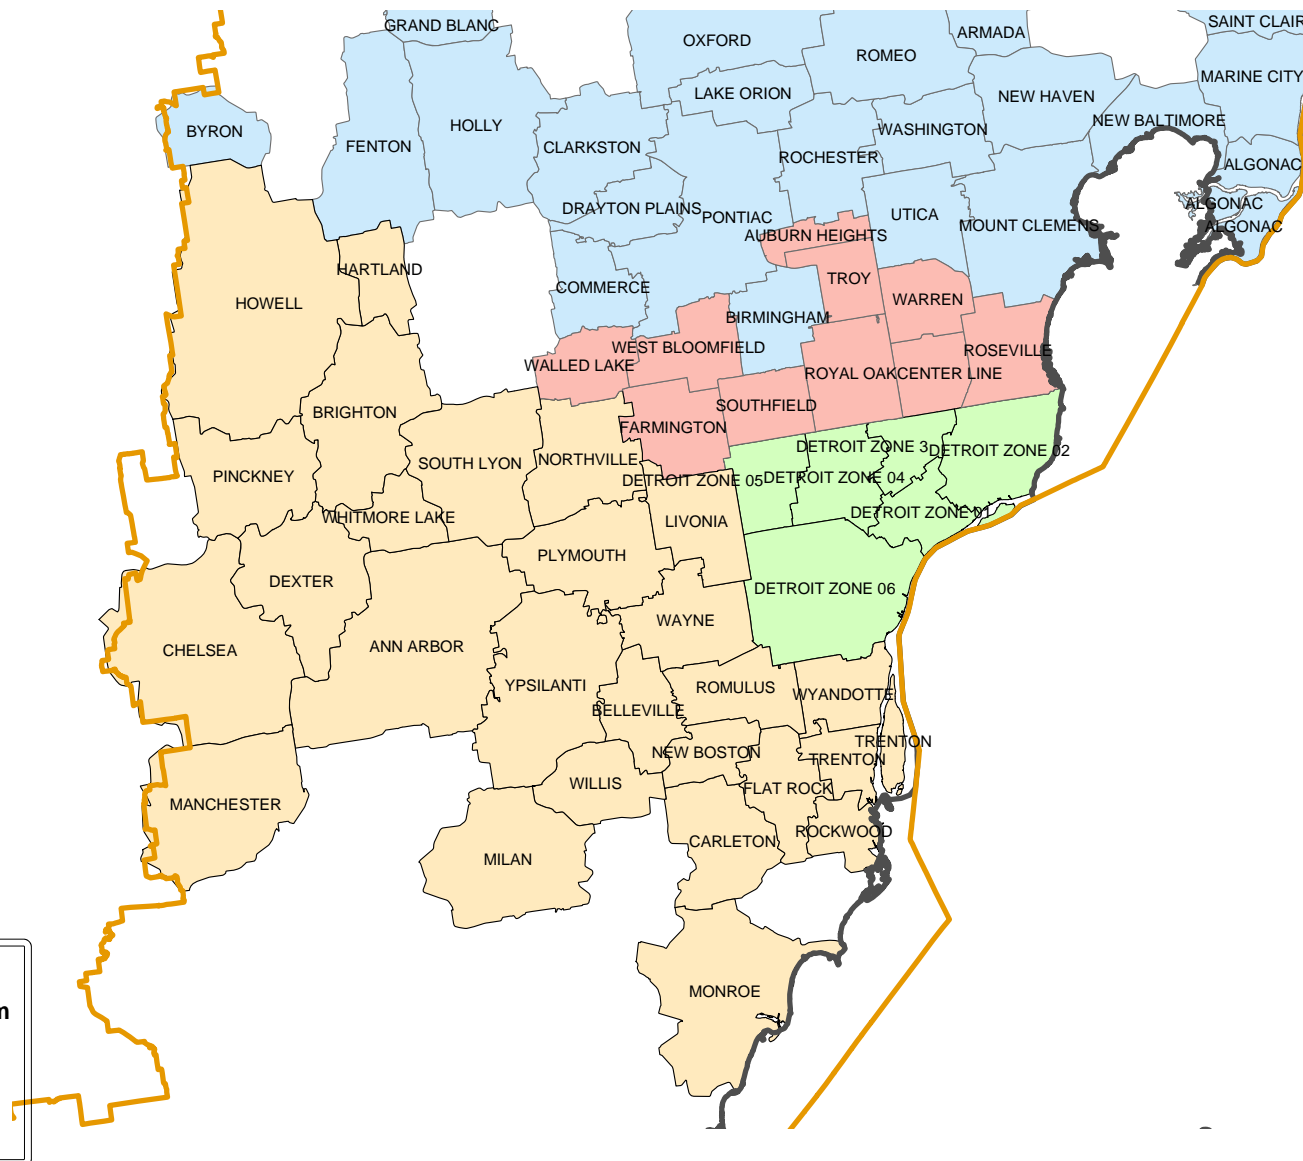 GRAND BLANC
OXFORD
ROMEO
ARMADA
SAINT CLAIR
MARINE CITY
LAKE ORION
NEW HAVEN
NEW BALTIMORE
BYRON
FENTON
HOLLY
CLARKSTON
ROCHESTER
WASHINGTON
ALGONAC
DRAYTON PLAINS
PONTIAC
UTICA
MOUNT CLEMENS
ALGONAC
ALGONAC
AUBURN HEIGHTS
HARTLAND
HOWELL
COMMERCE
TROY
WARREN
BIRMINGHAM
WALLED LAKE
WEST BLOOMFIELD
ROSEVILLE
ROYAL OAK
CENTER LINE
BRIGHTON
SOUTHFIELD
FARMINGTON
PINCKNEY
SOUTH LYON
NORTHVILLE
DETROIT ZONE 3
DETROIT ZONE 02
DETROIT ZONE 05
DETROIT ZONE 04
WHITMORE LAKE
LIVONIA
DETROIT ZONE 01
PLYMOUTH
DEXTER
DETROIT ZONE 06
WAYNE
CHELSEA
ANN ARBOR
YPSILANTI
ROMULUS
WYANDOTTE
BELLEVILLE
TRENTON
NEW BOSTON
TRENTON
WILLIS
FLAT ROCK
MANCHESTER
ROCKWOOD
CARLETON
MILAN
MONROE